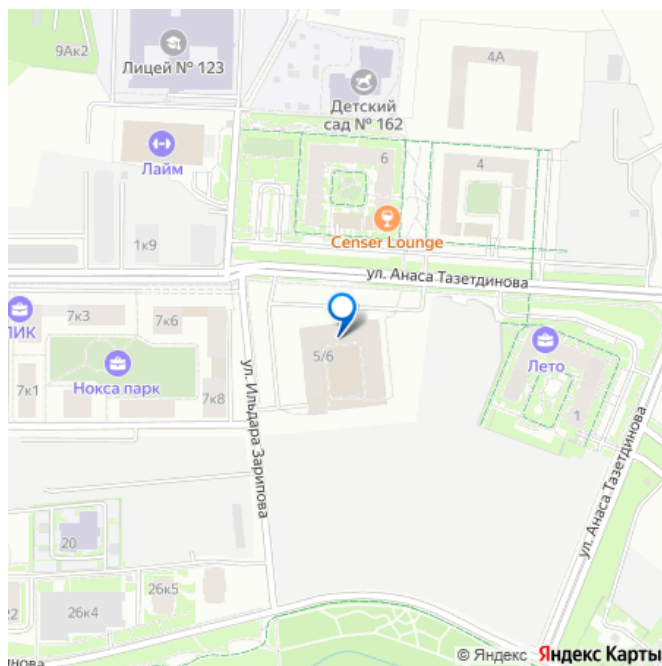 9Ак2
Лицей № 123
4А
Детский
сад № 162
Лайм
6
4
Censer Lounge
1к9
ул. Анаса Тазетдинова
ЛИК
7к3
7к6
5/6
Лето
Нокса парк
7к1
7к8
1
ул. Ильдара Зарипова
ул. Анаса Тазетдинова
20
26к5
22
26к4
нова
© Яндекс Яндекс Карты